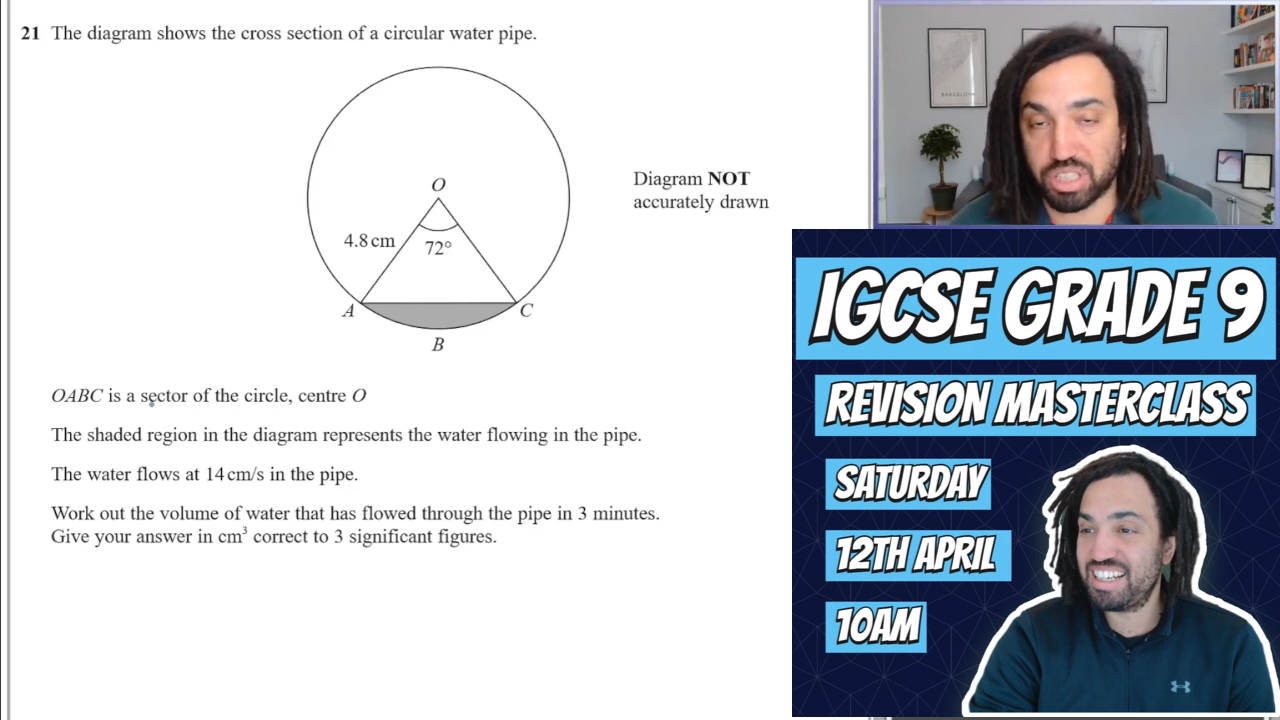 21 The diagram shows the cross section of a circular water pipe.
O
4.8 cm
72°
A
C
B
Diagram NOT
accurately drawn
OABC is a sector of the circle, centre O
The shaded region in the diagram represents the water flowing in the pipe.
The water flows at 14 cm/s in the pipe.
Work out the volume of water that has flowed through the pipe in 3 minutes.
Give your answer in cm³ correct to 3 significant figures.
IGCSE GRADE 9
REVISION MASTERCLASS
SATURDAY
12TH APRIL
10AM